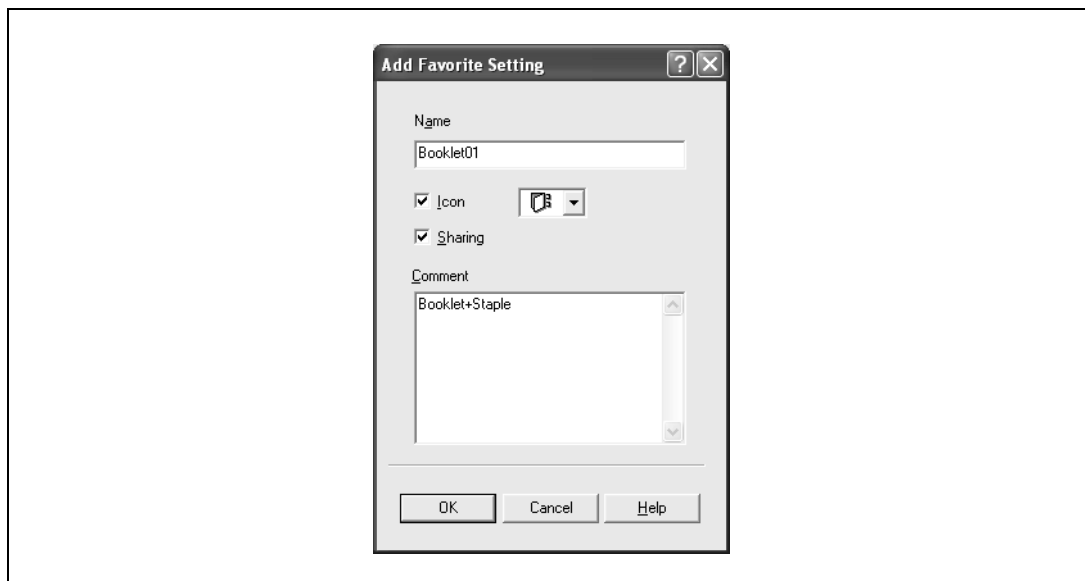 Add Favorite Setting
Name
Booklet01
Icon
Sharing
Comment
Booklet+Staple
OK Cancel Help